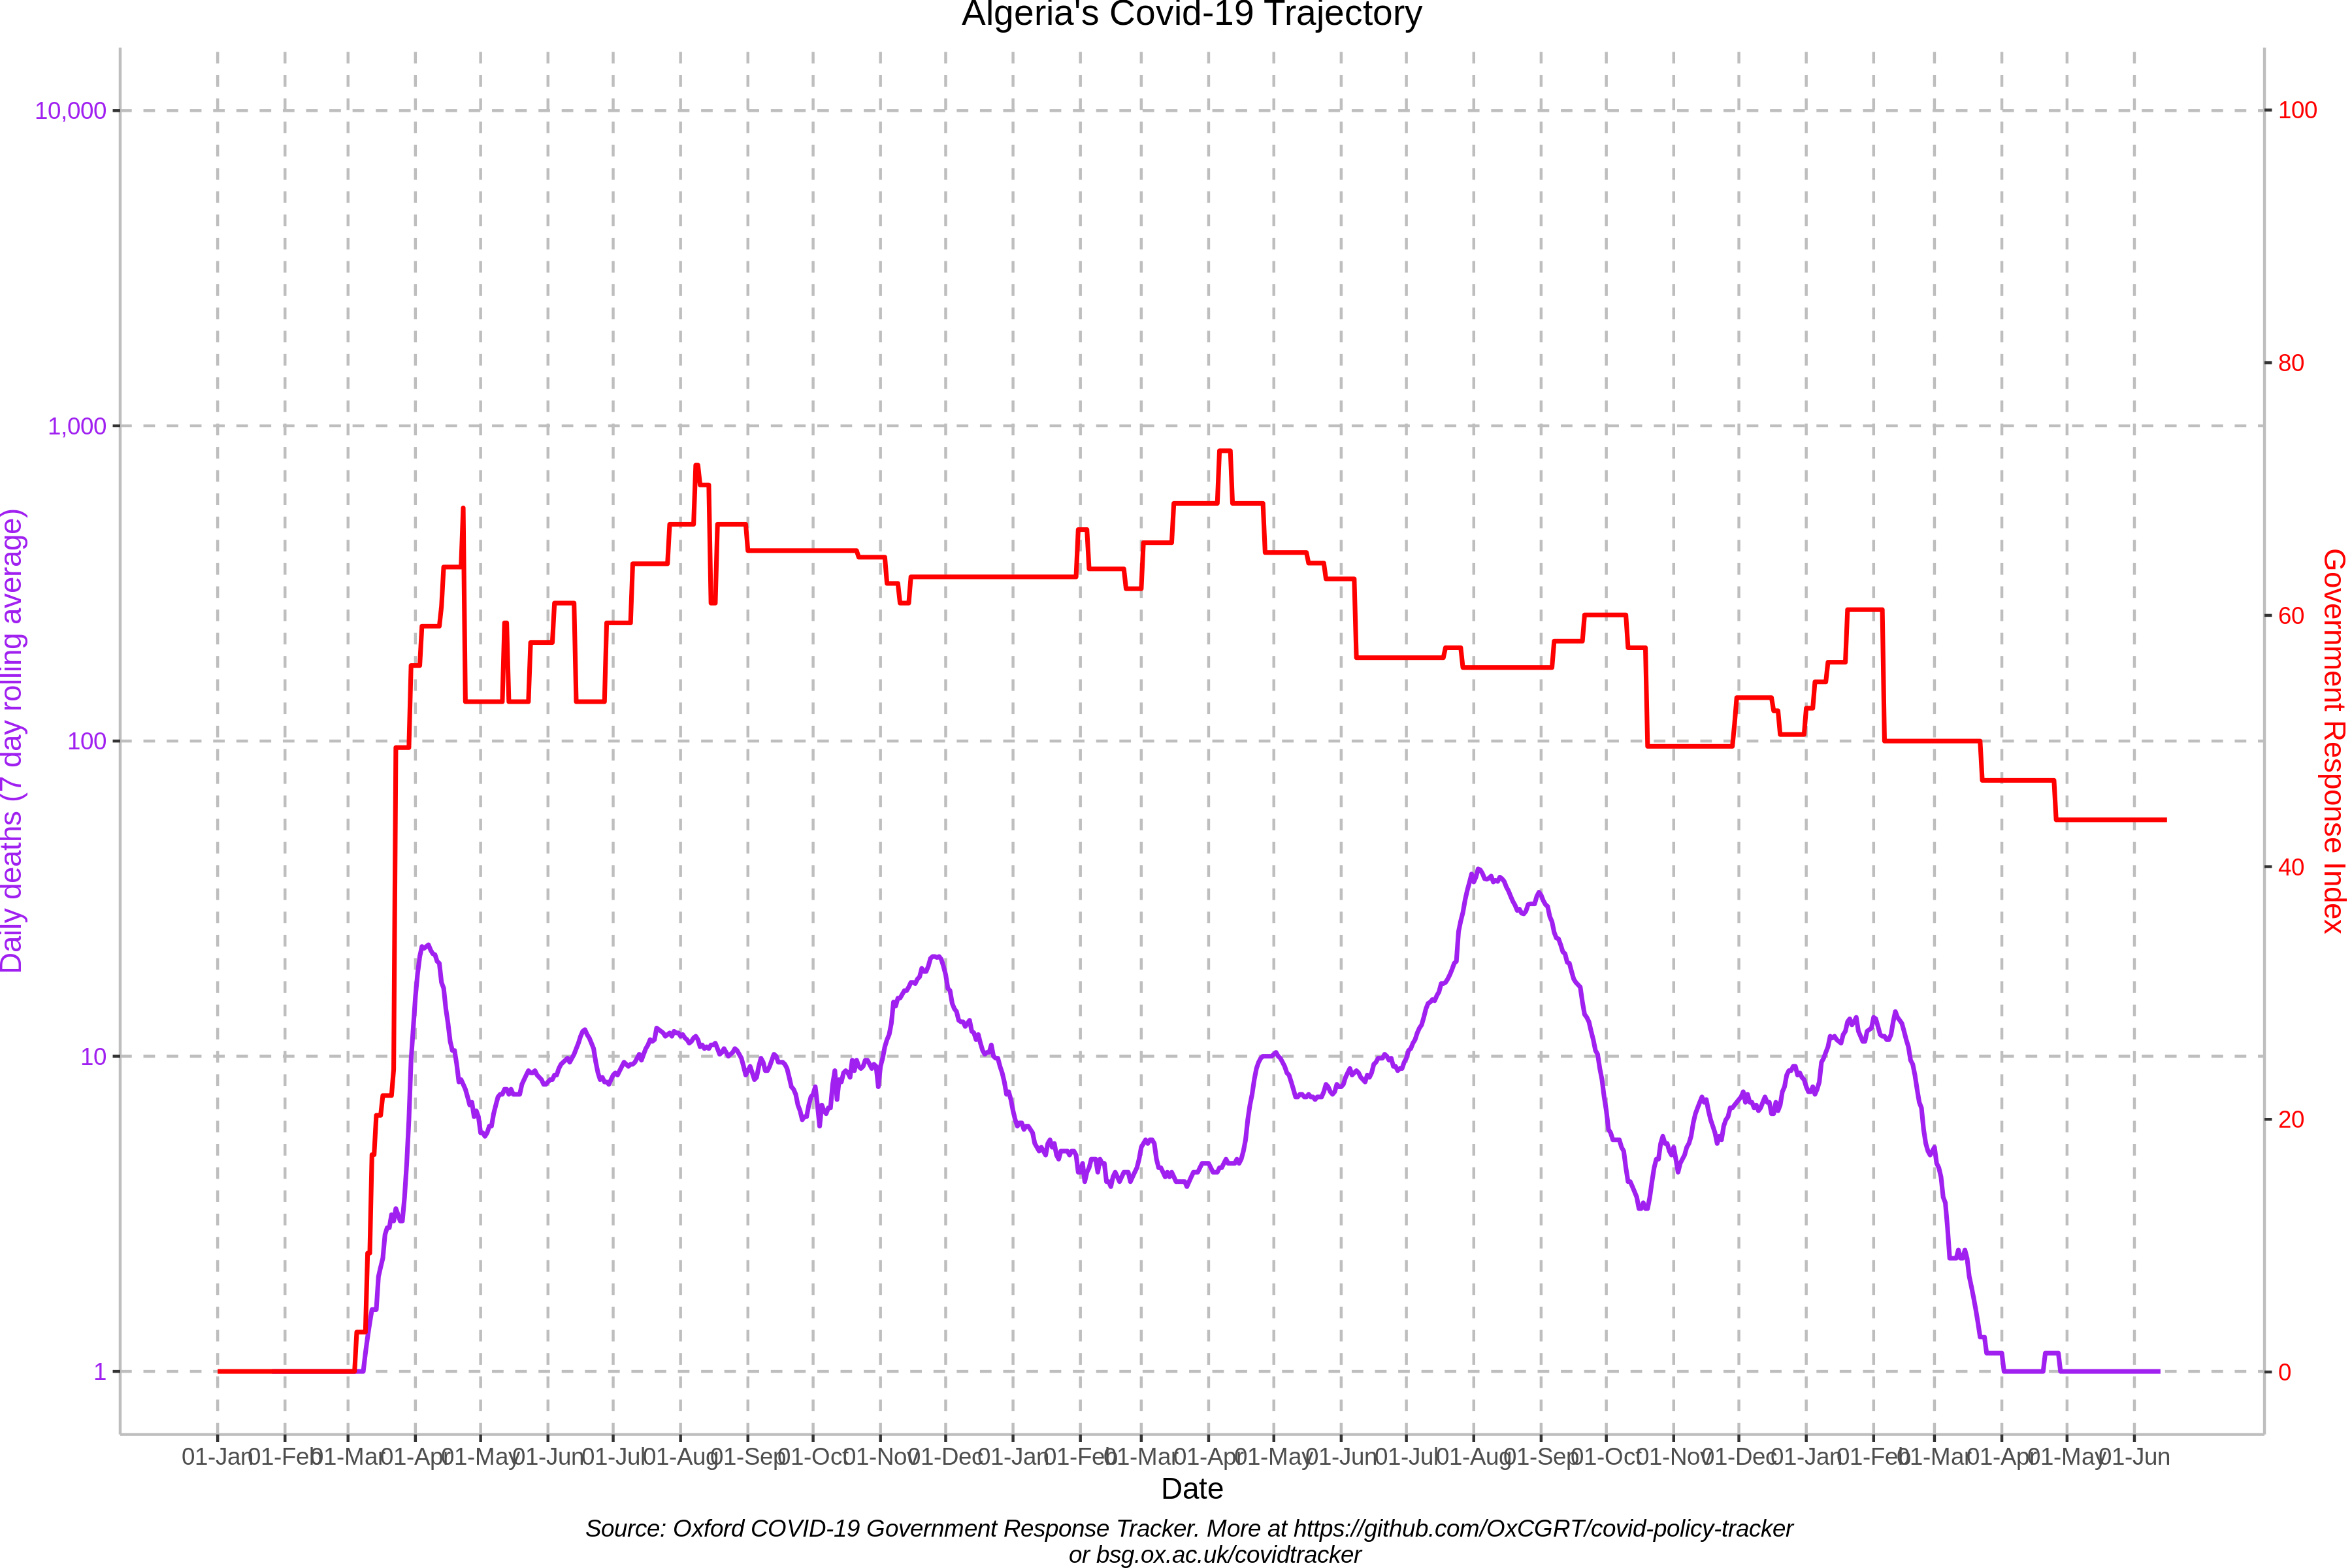 Algeria's Covid-19 Trajectory
10,000
1,000
100
10
1
Daily deaths (7 day rolling average)
100
80
60
40
20
0
Government Response Index
01-Jan 01-Feb 01-Mar 01-Apr 01-May 01-Jun 01-Jul 01-Aug 01-Sep 01-Oct 01-Nov 01-Dec 01-Jan 01-Feb 01-Mar 01-Apr 01-May 01-Jun 01-Jul 01-Aug 01-Sep 01-Oct 01-Nov 01-Dec 01-Jan 01-Feb 01-Mar 01-Apr 01-May 01-Jun
Date
Source: Oxford COVID-19 Government Response Tracker. More at https://github.com/OxCGRT/covid-policy-tracker
or bsg.ox.ac.uk/covidtracker